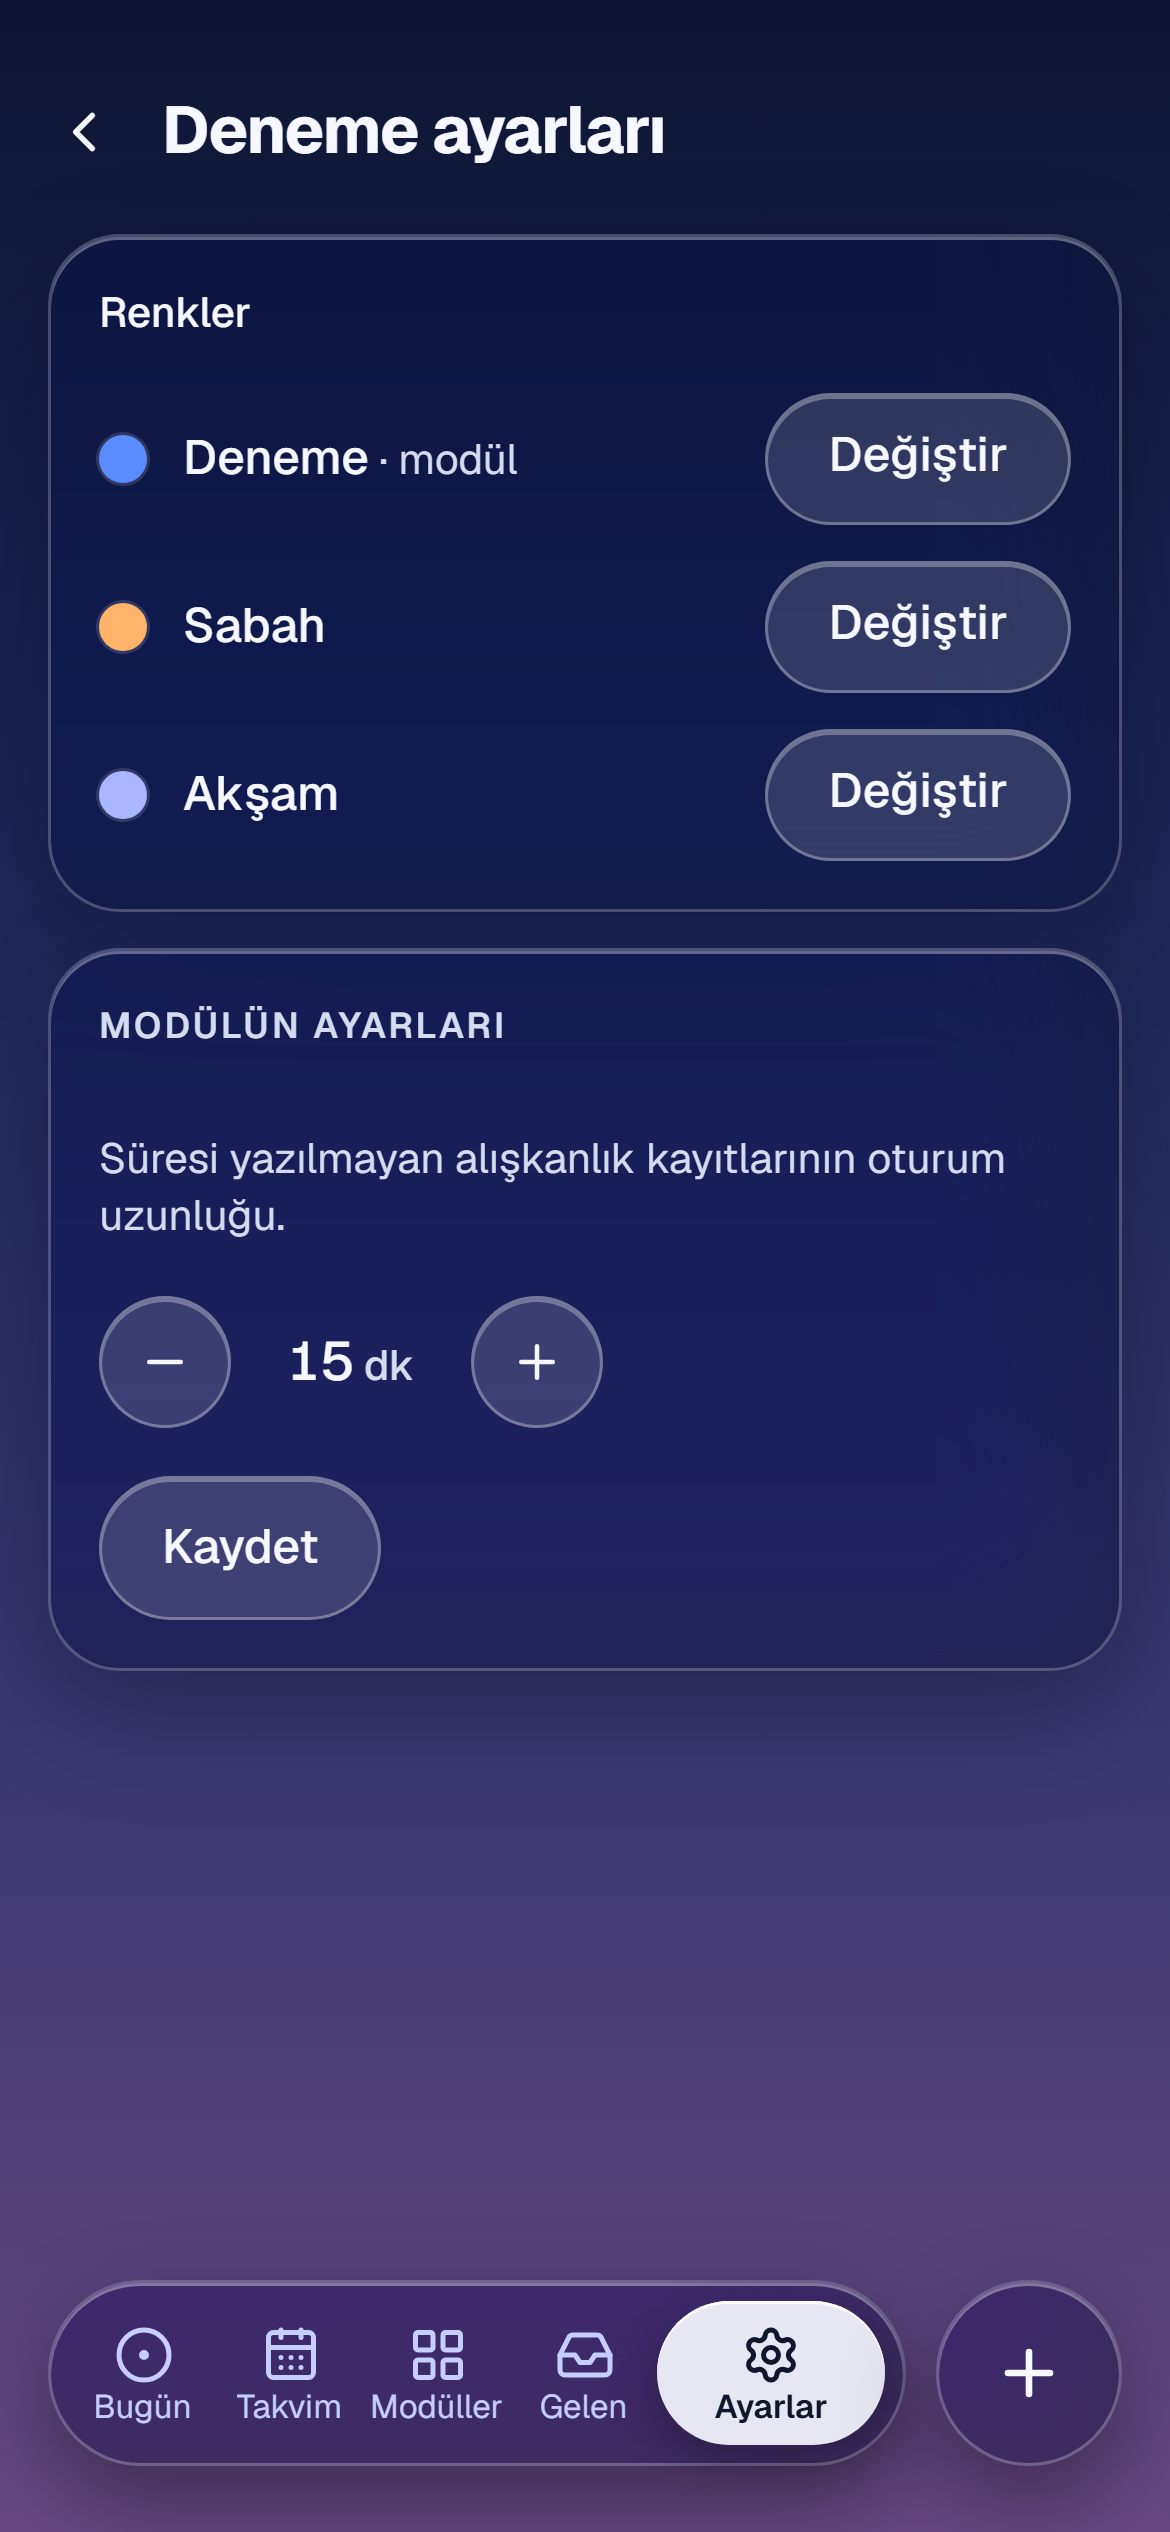 Deneme ayarları
Renkler
Deneme · modül
Değiştir
Sabah
Değiştir
Akşam
Değiştir
MODÜLÜN AYARLARI
Süresi yazılmayan alışkanlık kayıtlarının oturum
uzunluğu.
15 dk
Kaydet
Bugün
Takvim
Modüller
Gelen
Ayarlar